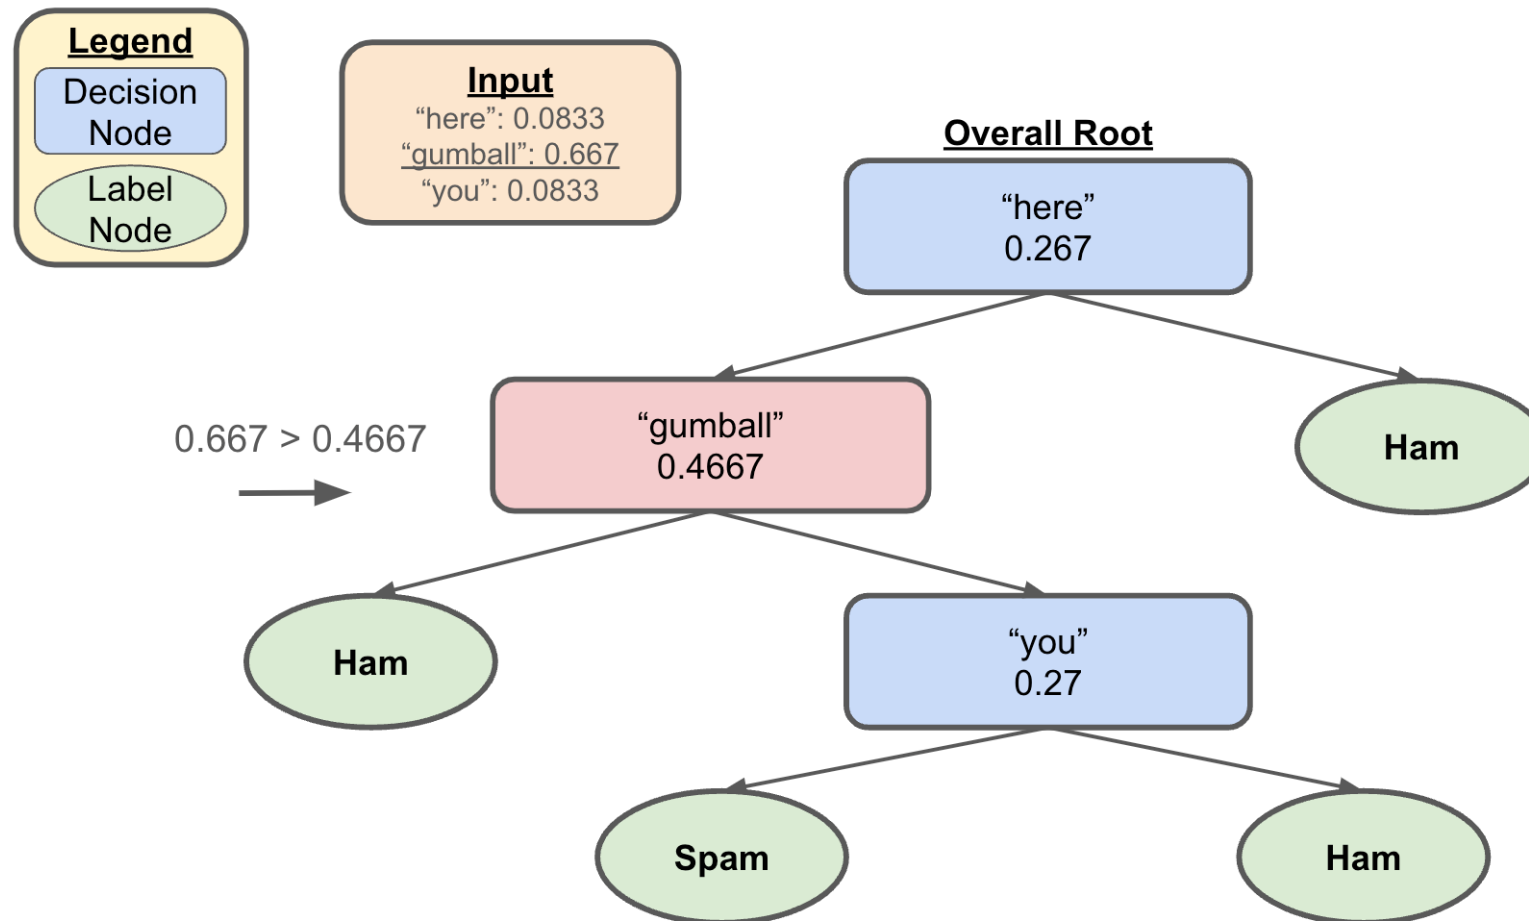 Legend
Decision
Node
Label
Node
Input
“here”: 0.0833
“gumball”: 0.667
“you”: 0.0833
Overall Root
“here”
0.267
0.667 > 0.4667
“gumball”
0.4667
Ham
Ham
“you”
0.27
Spam
Ham